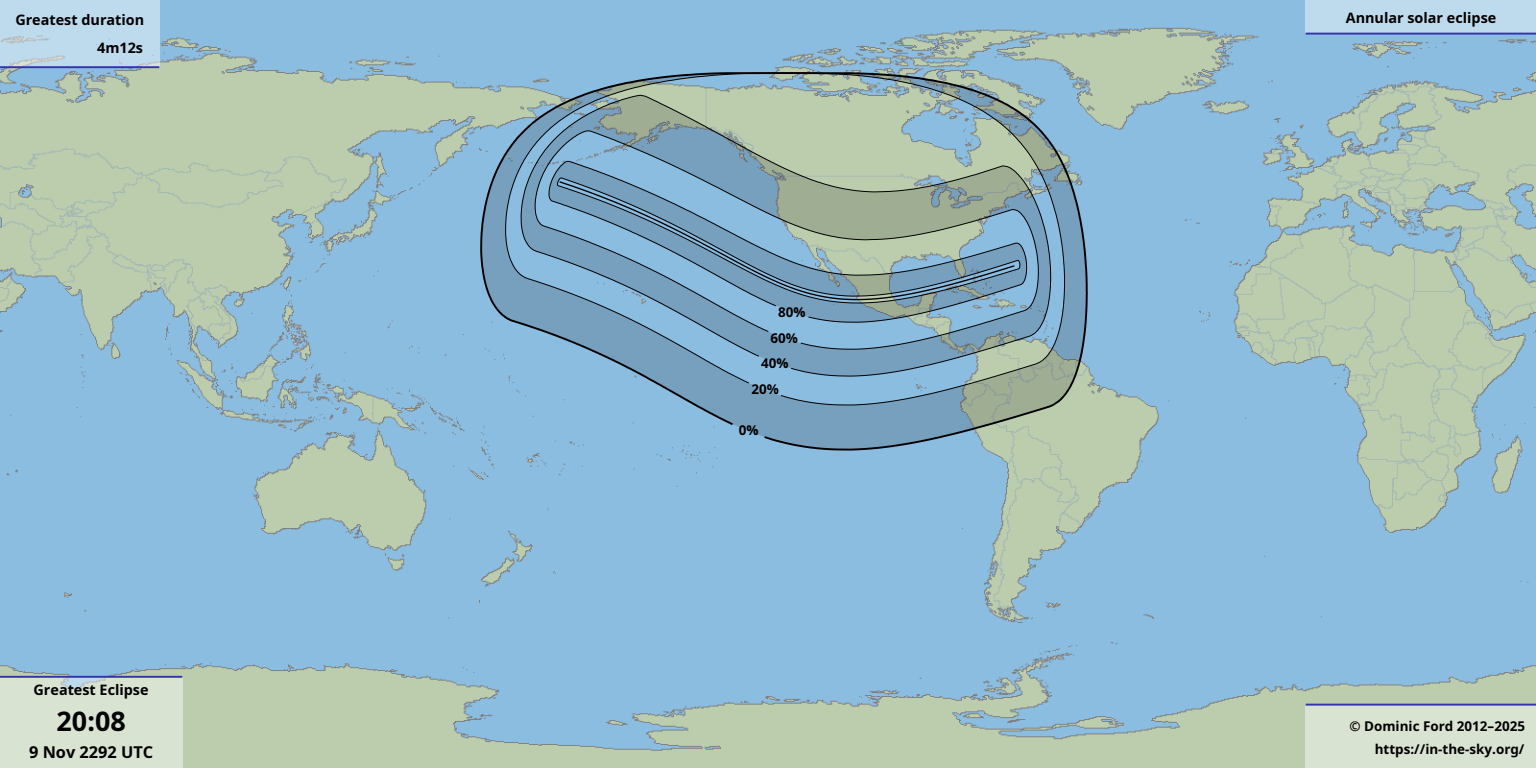 Greatest duration
4m12s
Annular solar eclipse
80%
60%
40%
20%
0%
Greatest Eclipse
20:08
9 Nov 2292 UTC
© Dominic Ford 2012–2025
https://in-the-sky.org/